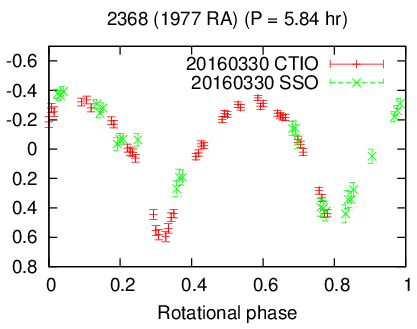 2368 (1977 RA) (P = 5.84 hr)
20160330 CTIO
20160330 SSO
-0.6
-0.4
-0.2
0
0.2
0.4
0.6
0.8
0 0.2 0.4 0.6 0.8 1
Rotational phase